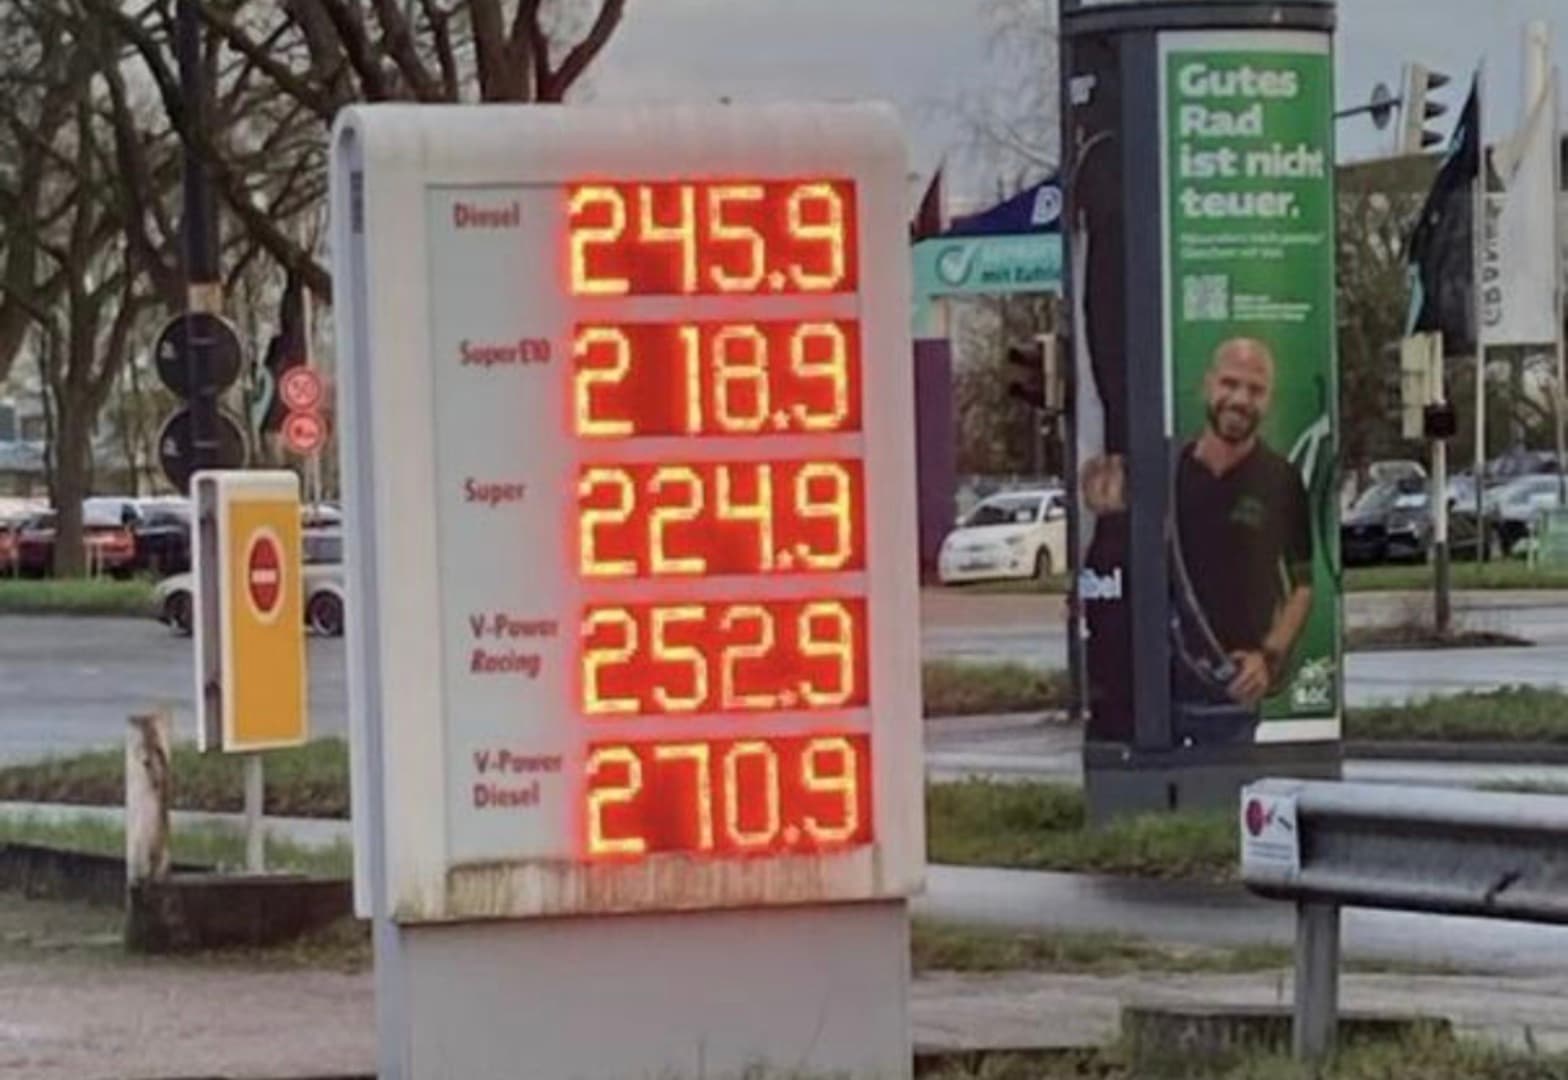 Diesel 245.9
SuperE10 218.9
Super 224.9
V-Power
Racing 252.9
V-Power
Diesel 270.9
Gutes
Rad
ist nicht
teuer.